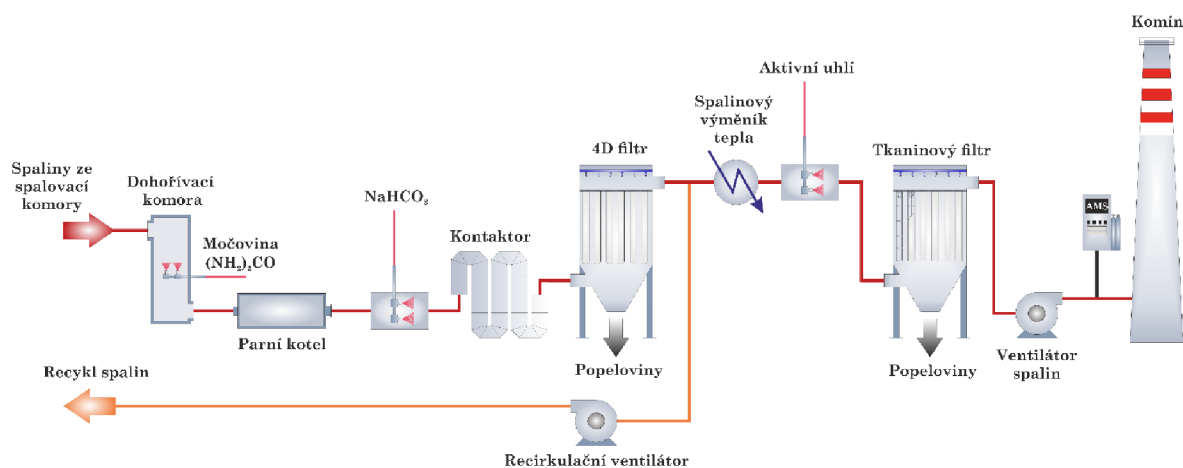 Komín
Aktivní uhlí
Spalinový
výměník
tepla
4D filtr
Tkaninový filtr
Spaliny ze
spalovací
komory
Dohořívací
komora
NaHCO₃
AMS
Močovina
(NH₂)₂CO
Kontaktor
Parní kotel
Popeloviny
Popeloviny
Ventilátor
spalin
Recykl spalin
Recirkulační ventilátor